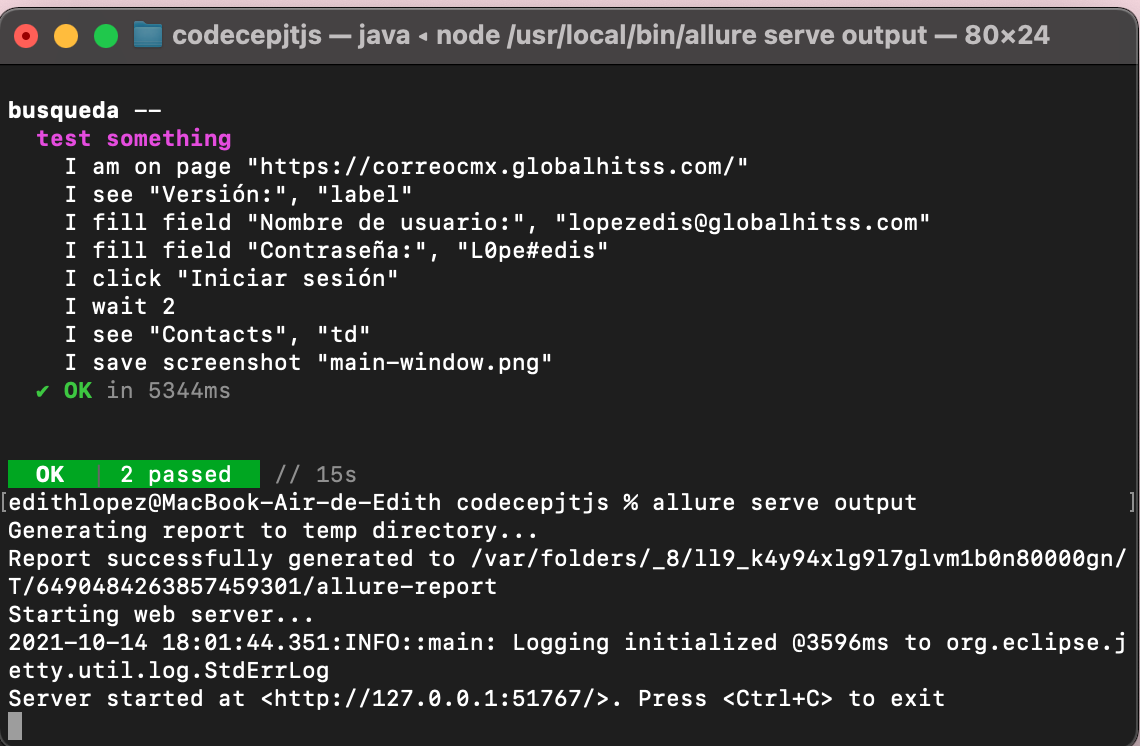 codecepjtjs — java ◂ node /usr/local/bin/allure serve output — 80×24
busqueda --
test something
I am on page "https://correocmx.globalhitss.com/"
I see "Versión:", "label"
I fill field "Nombre de usuario:", "lopezedis@globalhitss.com"
I fill field "Contraseña:", "L0pe#edis"
I click "Iniciar sesión"
I wait 2
I see "Contacts", "td"
I save screenshot "main-window.png"
✔ OK in 5344ms
OK | 2 passed // 15s
[edithlopez@MacBook-Air-de-Edith codecepjtjs % allure serve output ]
Generating report to temp directory...
Report successfully generated to /var/folders/_8/ll9_k4y94xlg9l7glvm1b0n80000gn/
T/6490484263857459301/allure-report
Starting web server...
2021-10-14 18:01:44.351:INFO::main: Logging initialized @3596ms to org.eclipse.j
etty.util.log.StdErrLog
Server started at <http://127.0.0.1:51767/>. Press <Ctrl+C> to exit